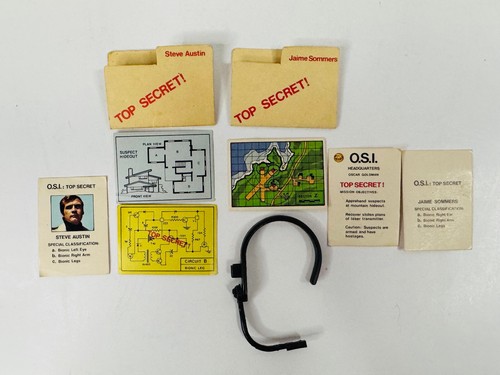 Steve Austin
TOP SECRET!
Jaime Sommers
TOP SECRET!
PLAN VIEW
SUSPECT
HIDEOUT
FRONT VIEW
O.S.I.: TOP SECRET
STEVE AUSTIN
SPECIAL CLASSIFICATION:
a. Bionic Left Eye
b. Bionic Right Arm
c. Bionic Legs
TOP SECRET!
CIRCUIT B
BIONIC LEG
O.S.I.
HEADQUARTERS
OSCAR GOLDMAN
TOP SECRET!
MISSION OBJECTIVES:
Apprehend suspects
at mountain hideout.
Recover stolen plans
of laser transmitter.
Caution: Suspects are
armed and have
hostages.
O.S.I.: TOP SECRET
JAIME SOMMERS
SPECIAL CLASSIFICATION:
a. Bionic Right Ear
b. Bionic Right Arm
c. Bionic Legs